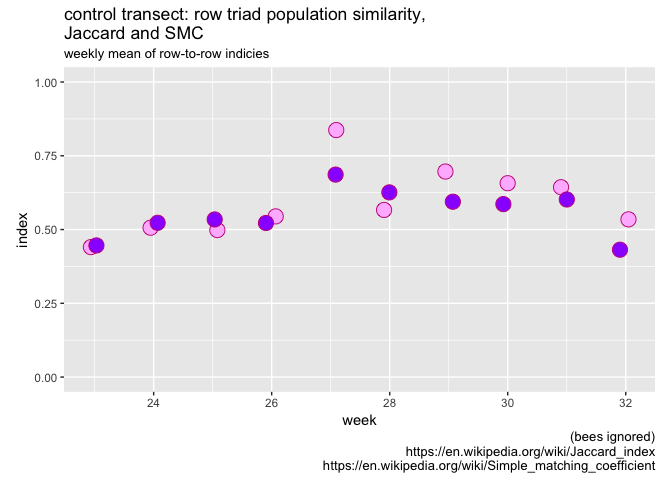 control transect: row triad population similarity,
Jaccard and SMC
weekly mean of row-to-row indicies
1.00
0.75
0.50
0.25
0.00
index
24 26 28 30 32
week
(bees ignored)
https://en.wikipedia.org/wiki/Jaccard_index
https://en.wikipedia.org/wiki/Simple_matching_coefficient